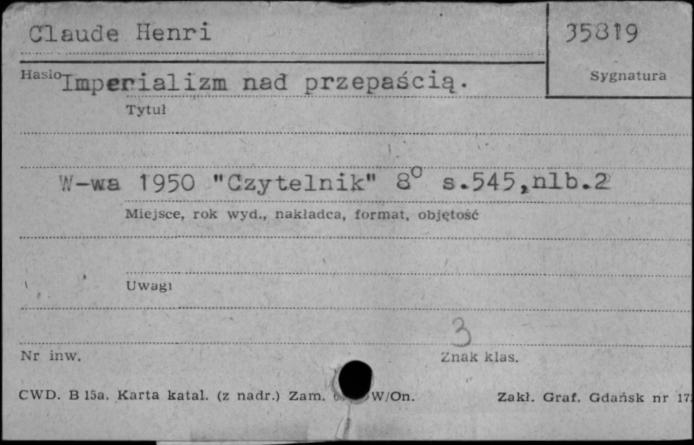 Claude Henri
35819
Hasło
Sygnatura
Imperializm nad przepaścią.
Tytuł
W-wa 1950 "Czytelnik" 8° s.545,nlb.2
Miejsce, rok wyd., nakładca, format, objętość
Uwagi
3
Nr inw.
Znak klas.
CWD. B 15a. Karta katal. (z nadr.) Zam. W/On. Zakł. Graf. Gdańsk nr